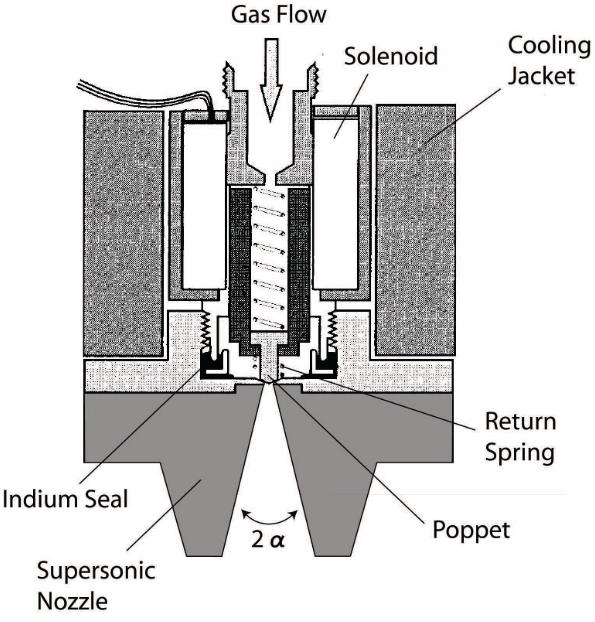 Gas Flow
Solenoid
Cooling
Jacket
Return
Spring
Indium Seal
Poppet
2 α
Supersonic
Nozzle